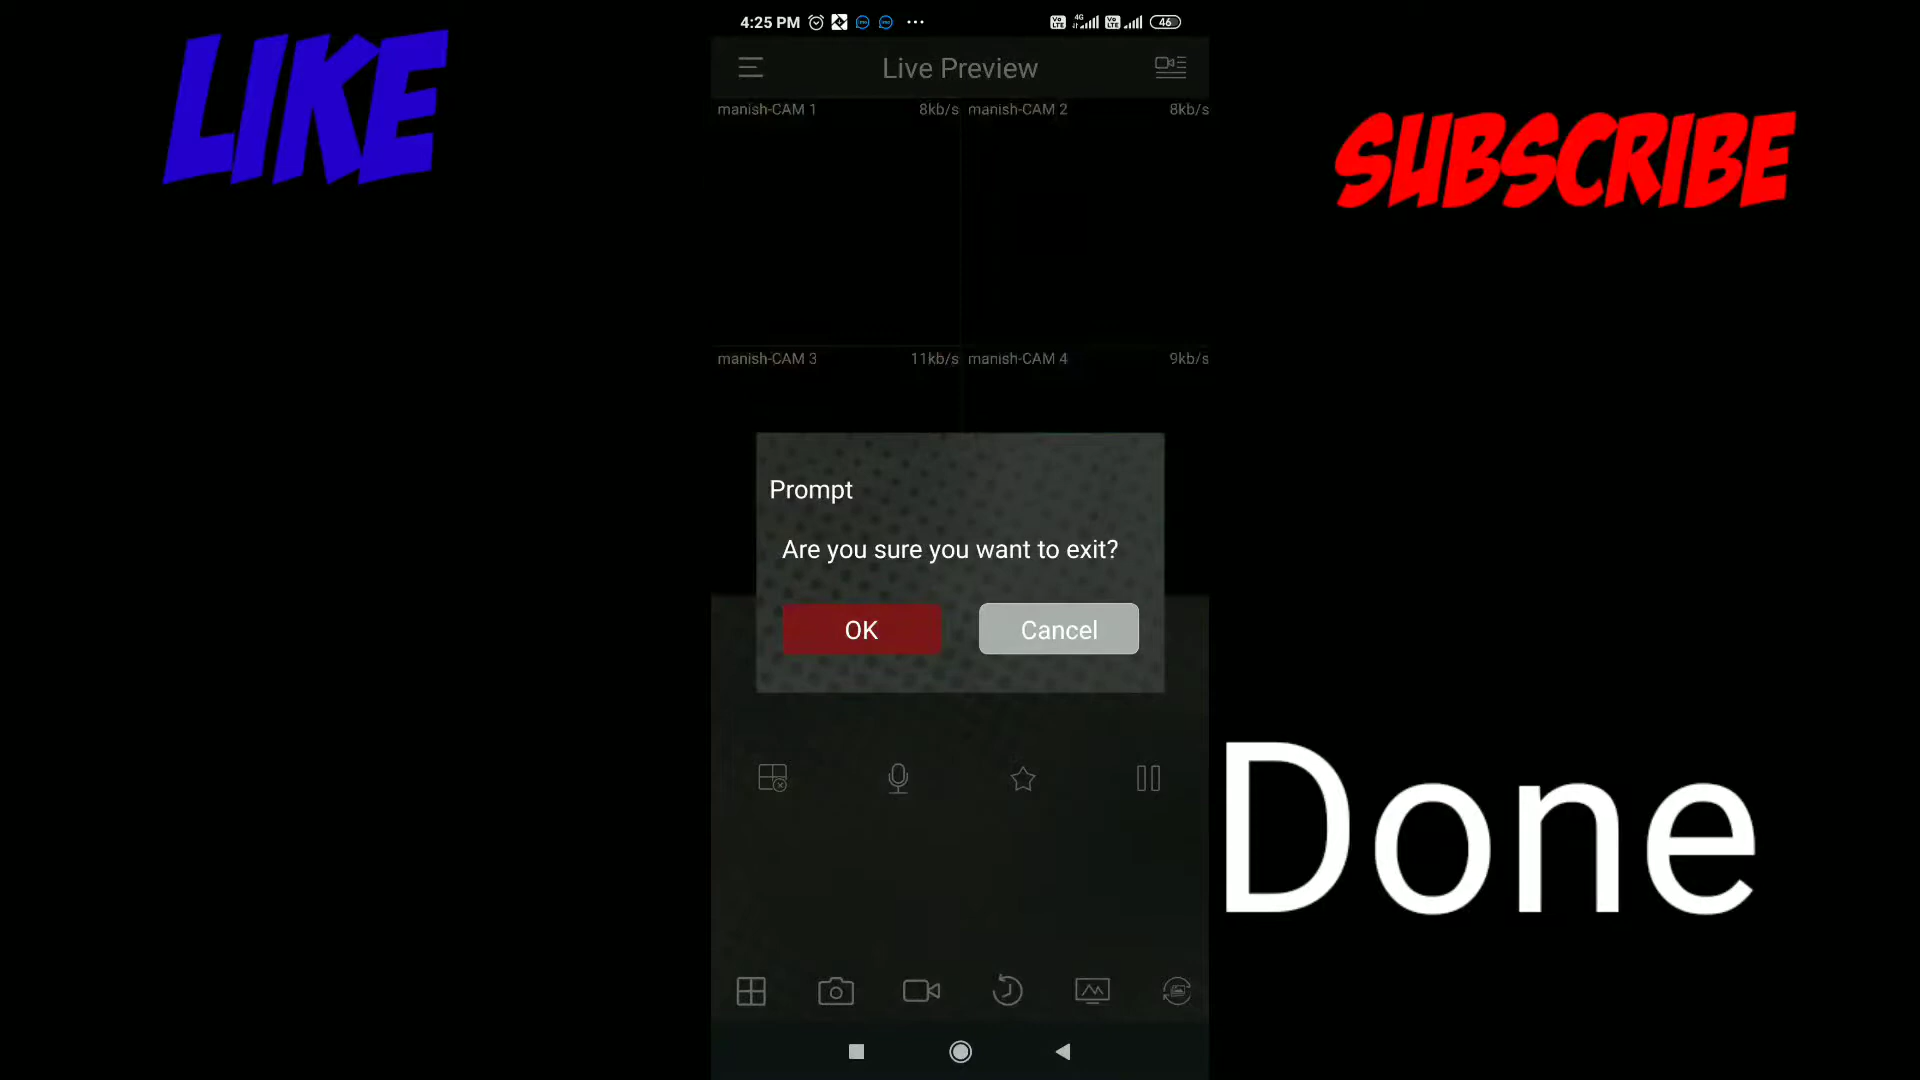 4:25 PM
46
LIKE
Live Preview
SUBSCRIBE
manish-CAM 1 8kb/s manish-CAM 2 8kb/s
manish-CAM 3 11kb/s manish-CAM 4 9kb/s
Prompt
Are you sure you want to exit?
OK Cancel
Done